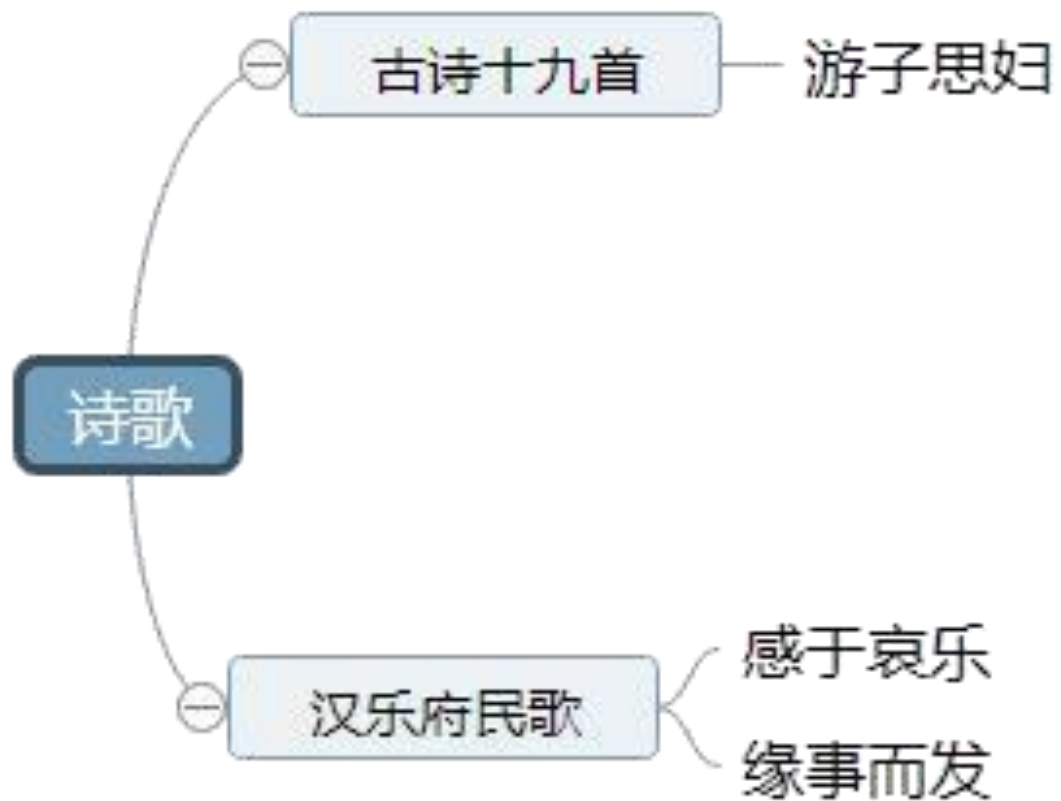 古诗十九首
游子思妇
诗歌
汉乐府民歌
感于哀乐
缘事而发